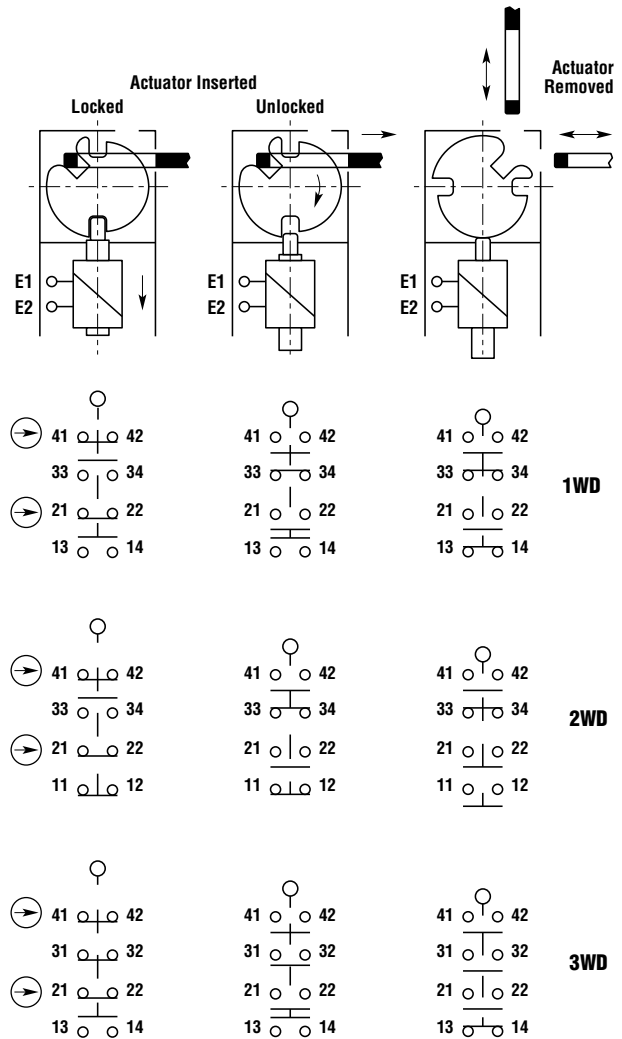 Actuator Inserted
Locked
Unlocked
Actuator
Removed
E1
E2
E1
E2
E1
E2
41 42 41 42 41 42
33 34 33 34 33 34
1WD
21 22 21 22 21 22
13 14 13 14 13 14
41 42 41 42 41 42
33 34 33 34 33 34
2WD
21 22 21 22 21 22
11 12 11 12 11 12
41 42 41 42 41 42
31 32 31 32 31 32
3WD
21 22 21 22 21 22
13 14 13 14 13 14